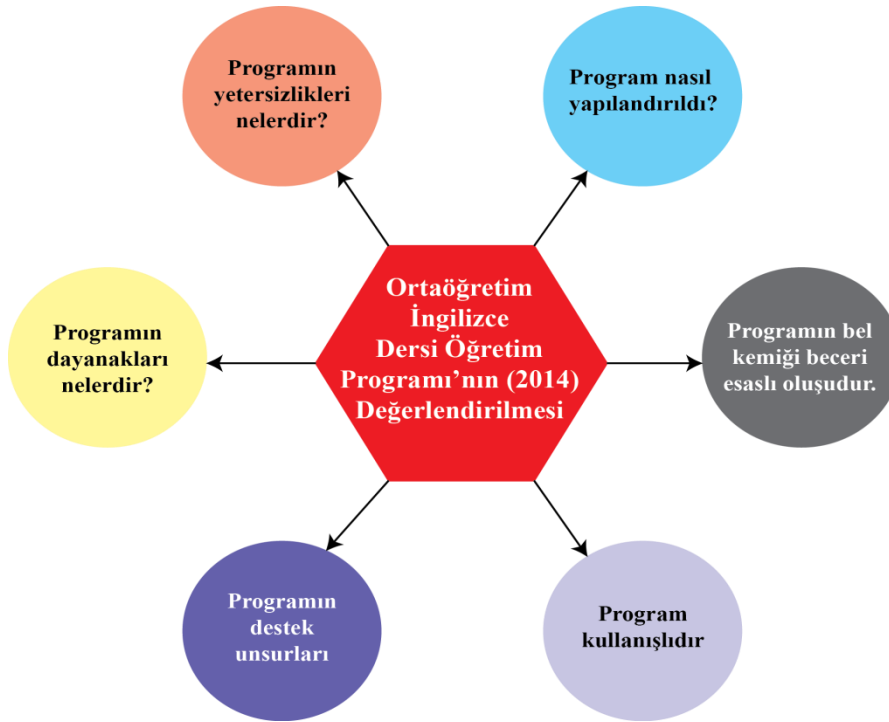 Programın
yetersizlikleri
nelerdir?
Program nasıl
yapılandırıldı?
Ortaöğretim
İngilizce
Dersi Öğretim
Programı’nın (2014)
Değerlendirilmesi
Programın
dayanakları
nelerdir?
Programın bel
kemiği beceri
esaslı oluşudur.
Programın
destek
unsurları
Program
kullanışlıdır